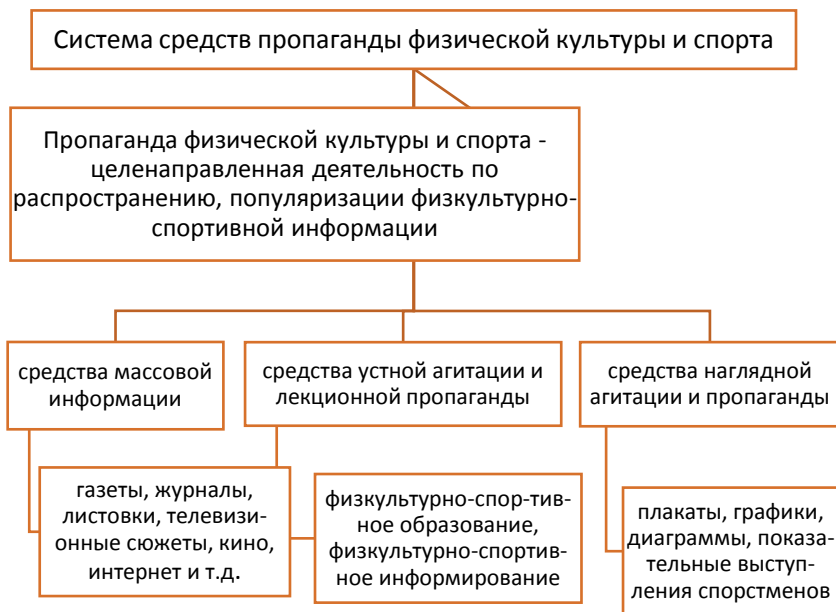 Система средств пропаганды физической культуры и спорта
Пропаганда физической культуры и спорта -
целенаправленная деятельность по
распространению, популяризации физкультурно-
спортивной информации
средства массовой
информации
средства устной агитации и
лекционной пропаганды
средства наглядной
агитации и пропаганды
газеты, журналы,
листовки, телевизи-
онные сюжеты, кино,
интернет и т.д.
физкультурно-спор-тив-
ное образование,
физкультурно-спортив-
ное информирование
плакаты, графики,
диаграммы, показа-
тельные выступ-
ления спорстменов